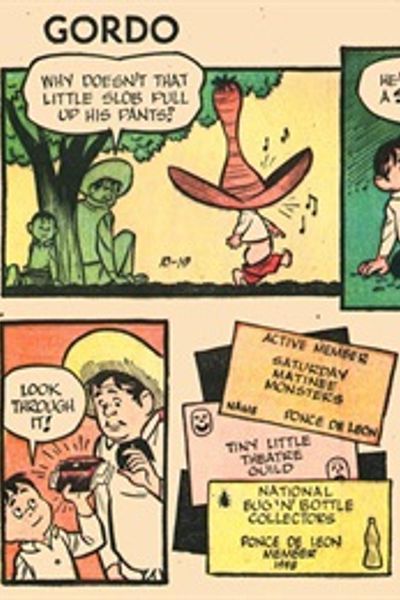 GORDO
WHY DOESN'T THAT
LITTLE SLOB PULL
UP HIS PANTS?
HE'
A S
10-19
LOOK
THROUGH
IT!
ACTIVE MEMBER
SATURDAY
MATINEE
MONSTERS
NAME PONCE DE LEON
TINY LITTLE
THEATRE
GUILD
NATIONAL
BUG 'N' BOTTLE
COLLECTORS
PONCE DE LEON
MEMBER
1958